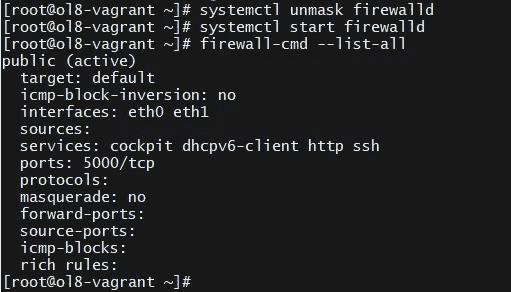 [root@ol8-vagrant ~]# systemctl unmask firewalld
[root@ol8-vagrant ~]# systemctl start firewalld
[root@ol8-vagrant ~]# firewall-cmd --list-all
public (active)
  target: default
  icmp-block-inversion: no
  interfaces: eth0 eth1
  sources:
  services: cockpit dhcpv6-client http ssh
  ports: 5000/tcp
  protocols:
  masquerade: no
  forward-ports:
  source-ports:
  icmp-blocks:
  rich rules:
[root@ol8-vagrant ~]#